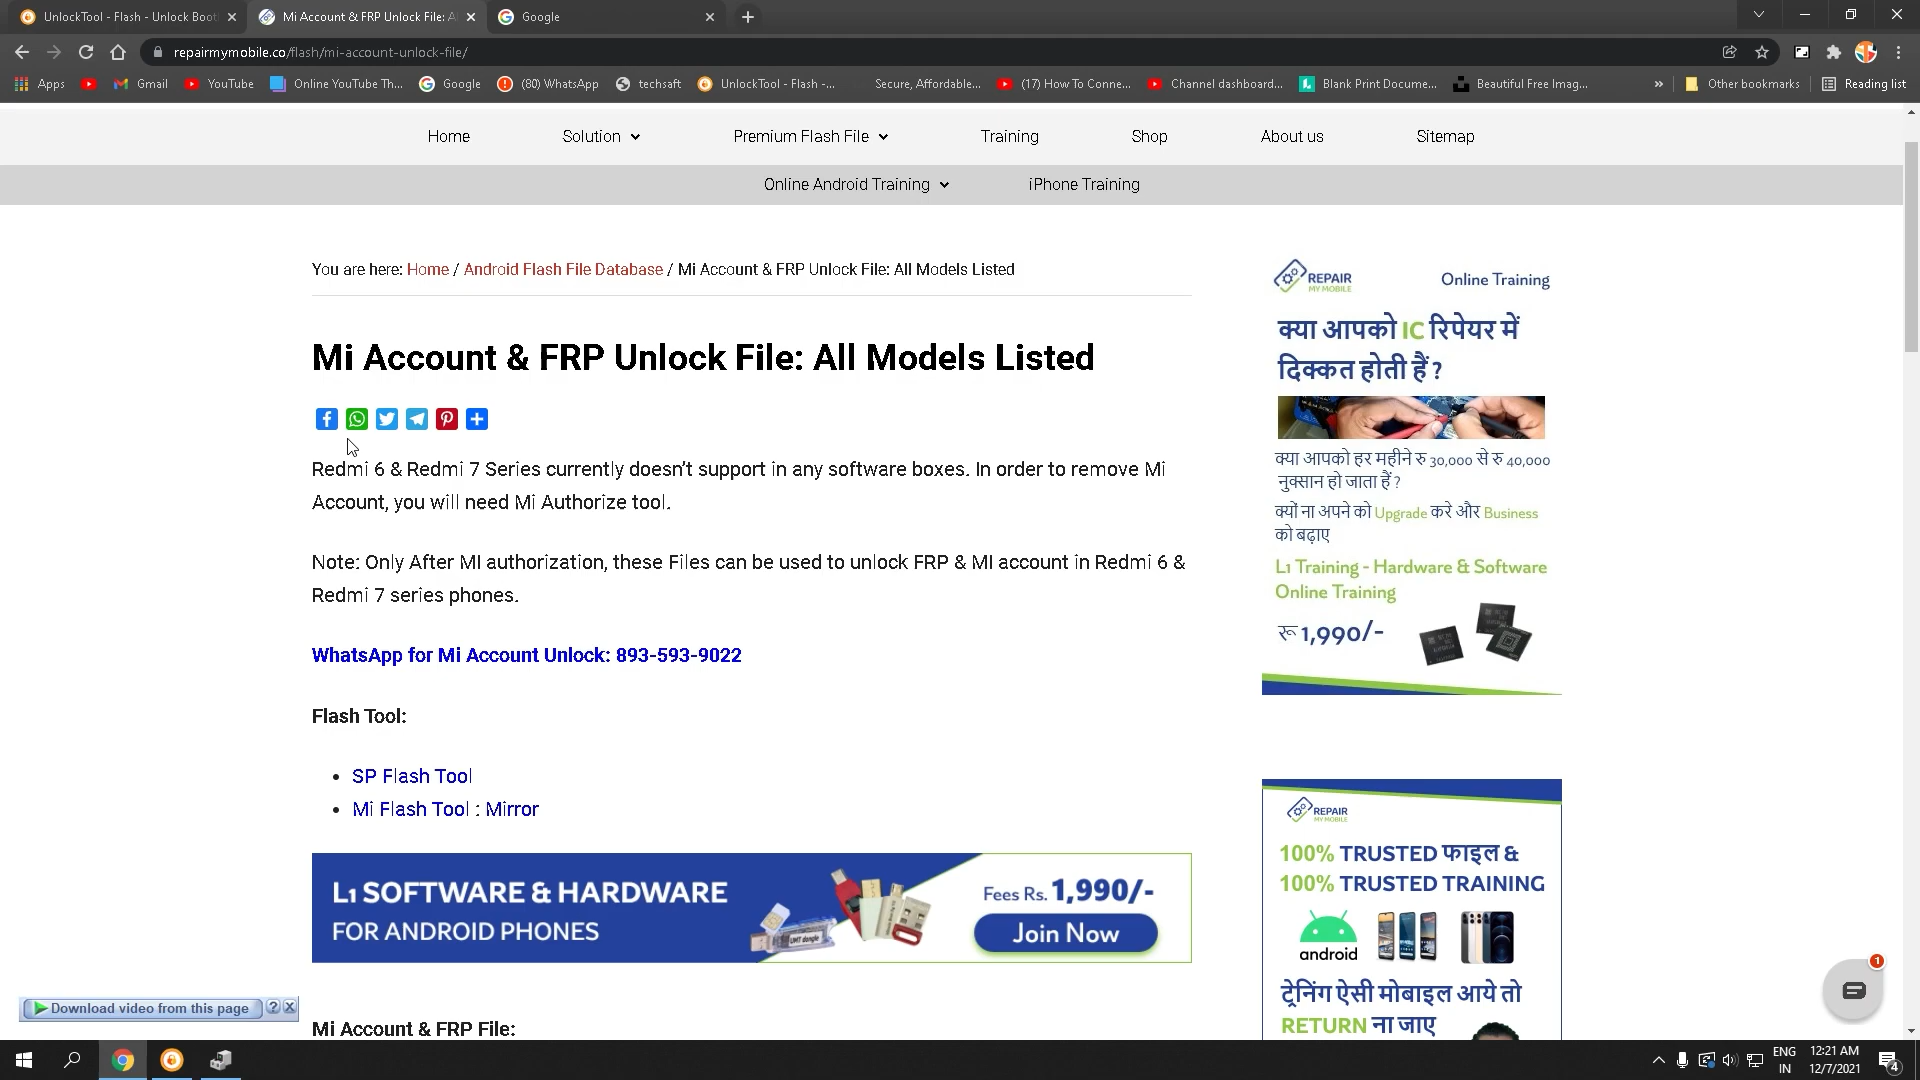 UnlockTool - Flash - Unlock Boot
Mi Account & FRP Unlock File: A
Google
repairmymobile.co/flash/mi-account-unlock-file/
Apps
Gmail
YouTube
Online YouTube Th...
Google
(80) WhatsApp
techsaft
UnlockTool - Flash -...
Secure, Affordable...
(17) How To Conne...
Channel dashboard...
Blank Print Docume...
Beautiful Free Imag...
»
Other bookmarks
Reading list
Home
Solution
Premium Flash File
Training
Shop
About us
Sitemap
Online Android Training
iPhone Training
You are here: Home / Android Flash File Database / Mi Account & FRP Unlock File: All Models Listed
Mi Account & FRP Unlock File: All Models Listed
Redmi 6 & Redmi 7 Series currently doesn't support in any software boxes. In order to remove Mi
Account, you will need Mi Authorize tool.
Note: Only After MI authorization, these Files can be used to unlock FRP & MI account in Redmi 6 &
Redmi 7 series phones.
WhatsApp for Mi Account Unlock: 893-593-9022
Flash Tool:
• SP Flash Tool
• Mi Flash Tool : Mirror
L1 SOFTWARE & HARDWARE
FOR ANDROID PHONES
UMT dongle
Fees Rs. 1,990/-
Join Now
Mi Account & FRP File:
REPAIR
MY MOBILE
Online Training
क्या आपको IC रिपेयर में
दिक्कत होती हैं ?
क्या आपको हर महीने रु 30,000 से रु 40,000
नुक्सान हो जाता हैं ?
क्यों ना अपने को Upgrade करे और Business
को बढ़ाए
L1 Training - Hardware & Software
Online Training
रू 1,990/-
REPAIR
MY MOBILE
100% TRUSTED फाइल &
100% TRUSTED TRAINING
android
ट्रेनिंग ऐसी मोबाइल आये तो
RETURN ना जाए
1
Download video from this page
?
ENG
IN
12:21 AM
12/7/2021
4